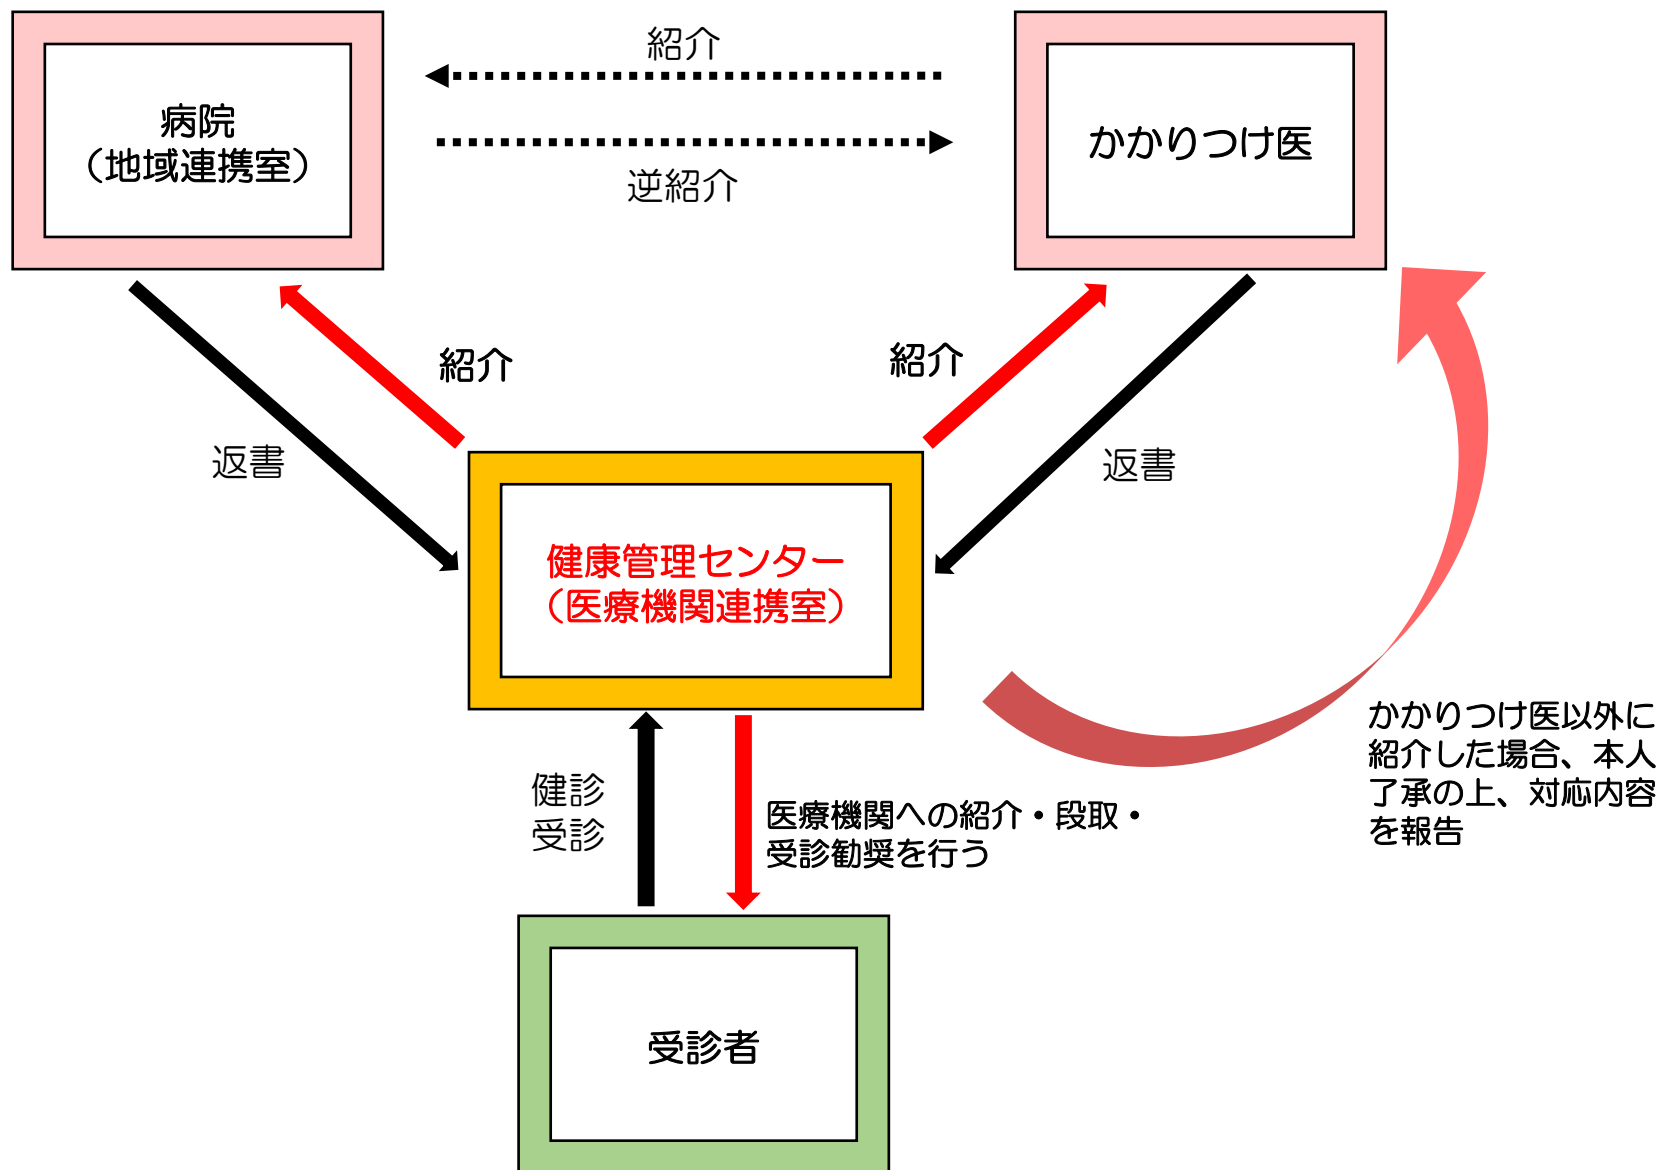 紹介
病院
（地域連携室）
かかりつけ医
逆紹介
紹介
紹介
返書
返書
健康管理センター
（医療機関連携室）
かかりつけ医以外に
紹介した場合、本人
了承の上、対応内容
を報告
健診
受診
医療機関への紹介・段取・
受診勧奨を行う
受診者